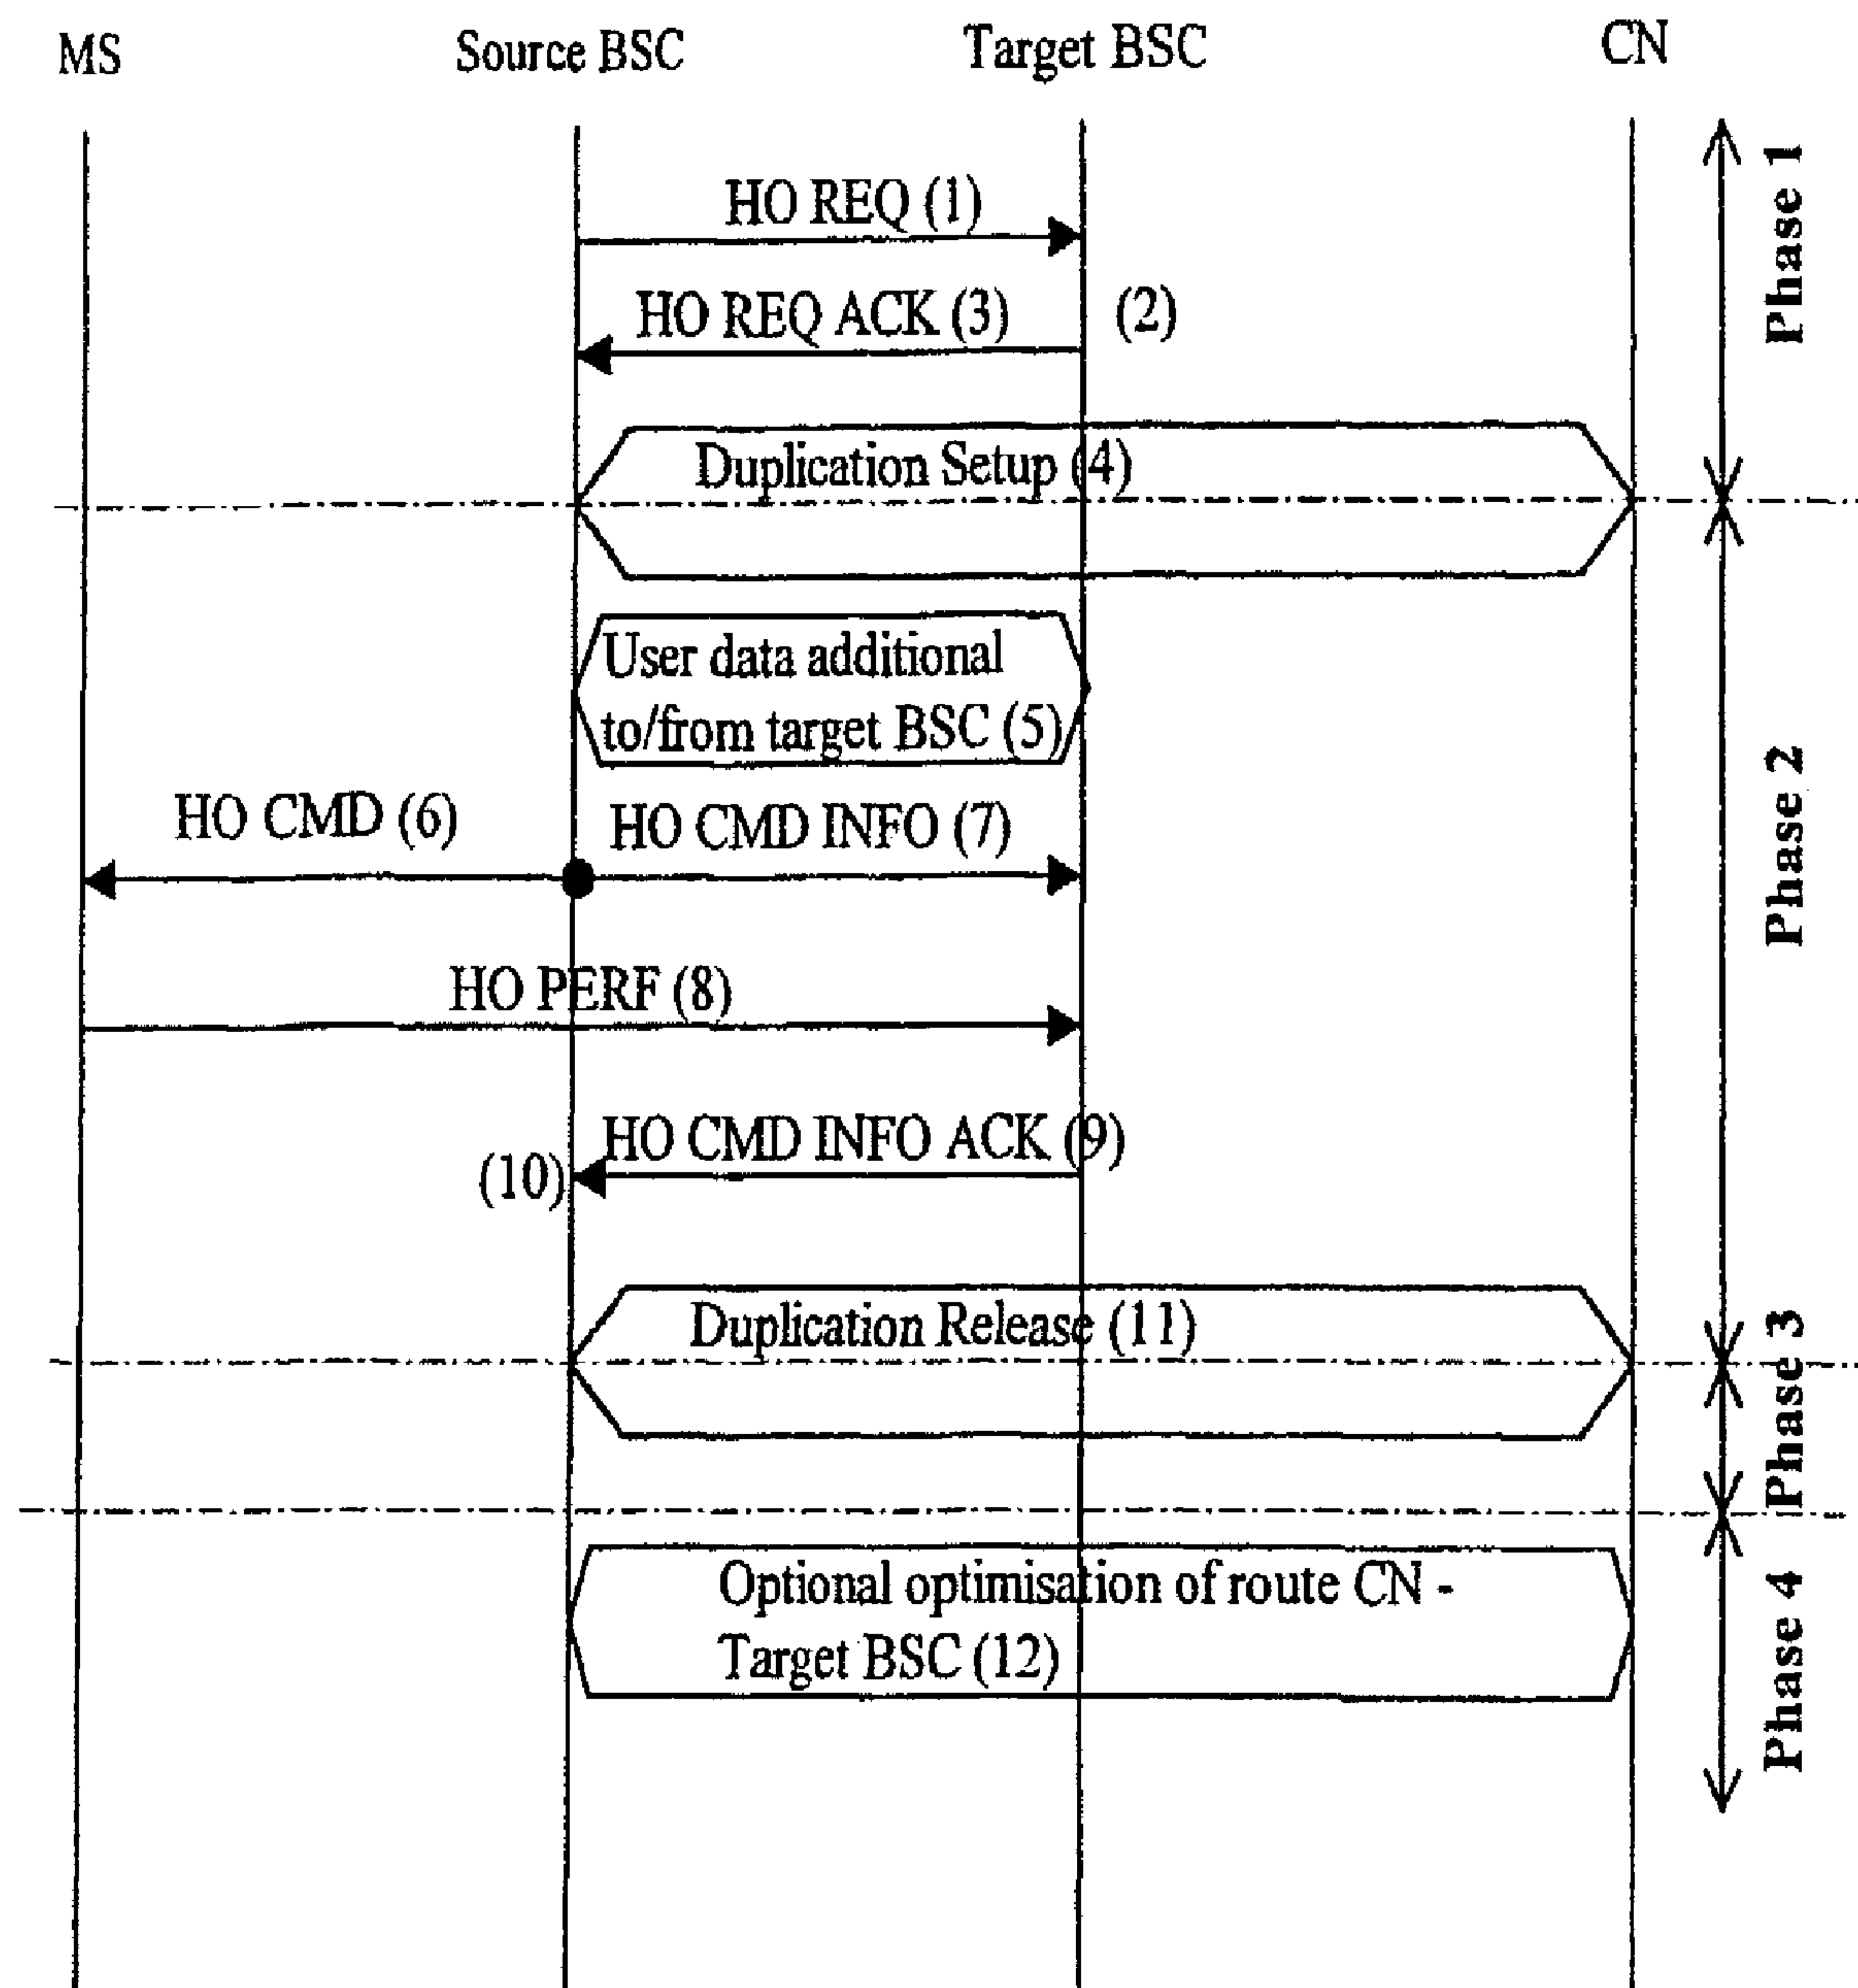 MS
Source BSC
Target BSC
CN
HO REQ (1)
HO REQ ACK (3)
(2)
Phase 1
Duplication Setup (4)
User data additional
to/from target BSC (5)
HO CMD (6)
HO CMD INFO (7)
Phase 2
HO PERF (8)
HO CMD INFO ACK (9)
(10)
Duplication Release (11)
Phase 3
Optional optimisation of route CN -
Target BSC (12)
Phase 4